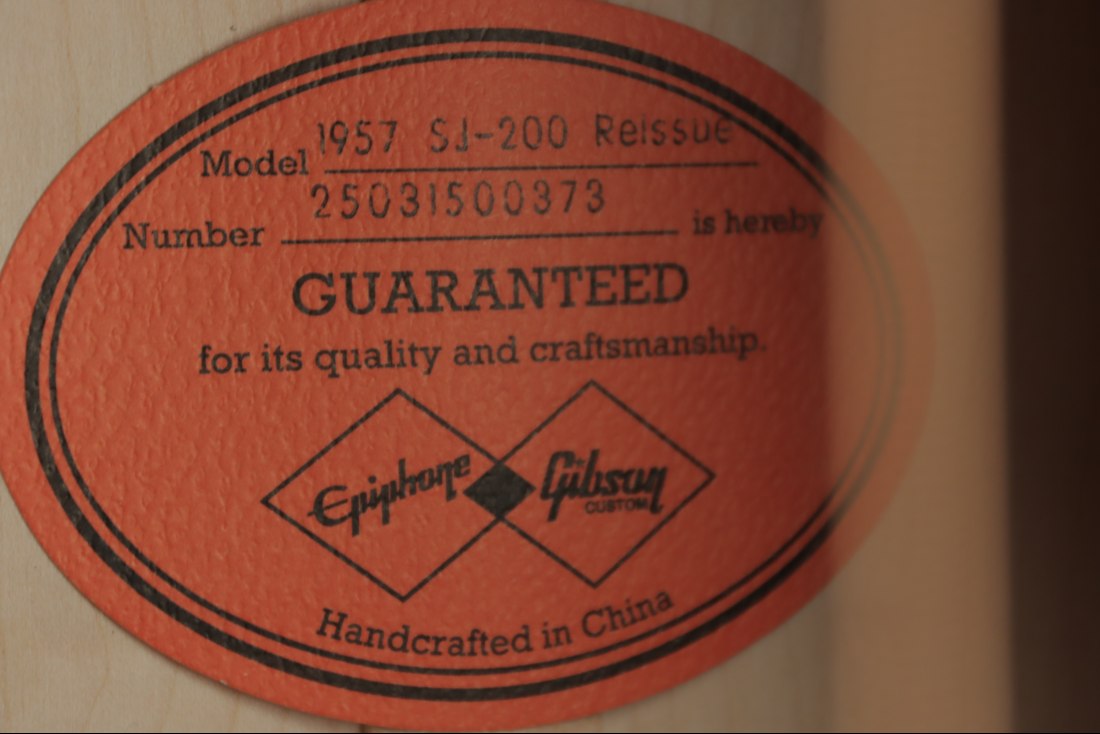 Model 1957 SJ-200 Reissue
Number 25031500373 is hereby
GUARANTEED
for its quality and craftsmanship.
Epiphone Gibson
CUSTOM
Handcrafted in China